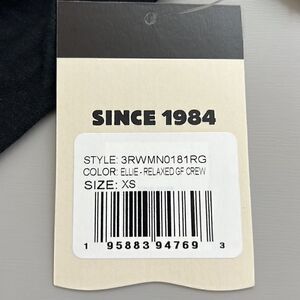 SINCE 1984
STYLE: 3RWMN0181RG
COLOR: ELLIE - RELAXED GF CREW
SIZE: XS
1 95883 94769 3